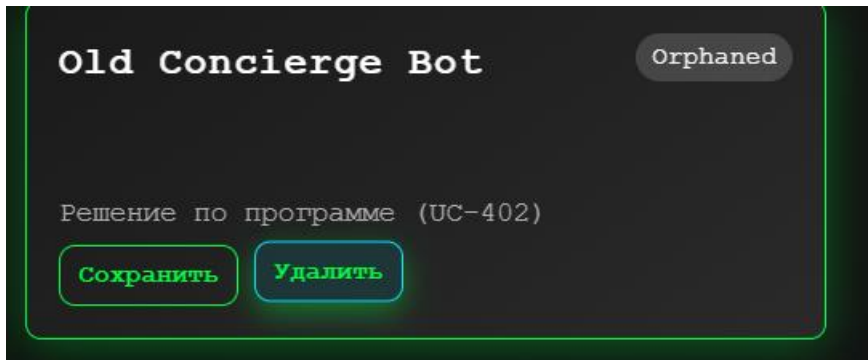 Old Concierge Bot
Orphaned
Решение по программе (UC-402)
Сохранить
Удалить